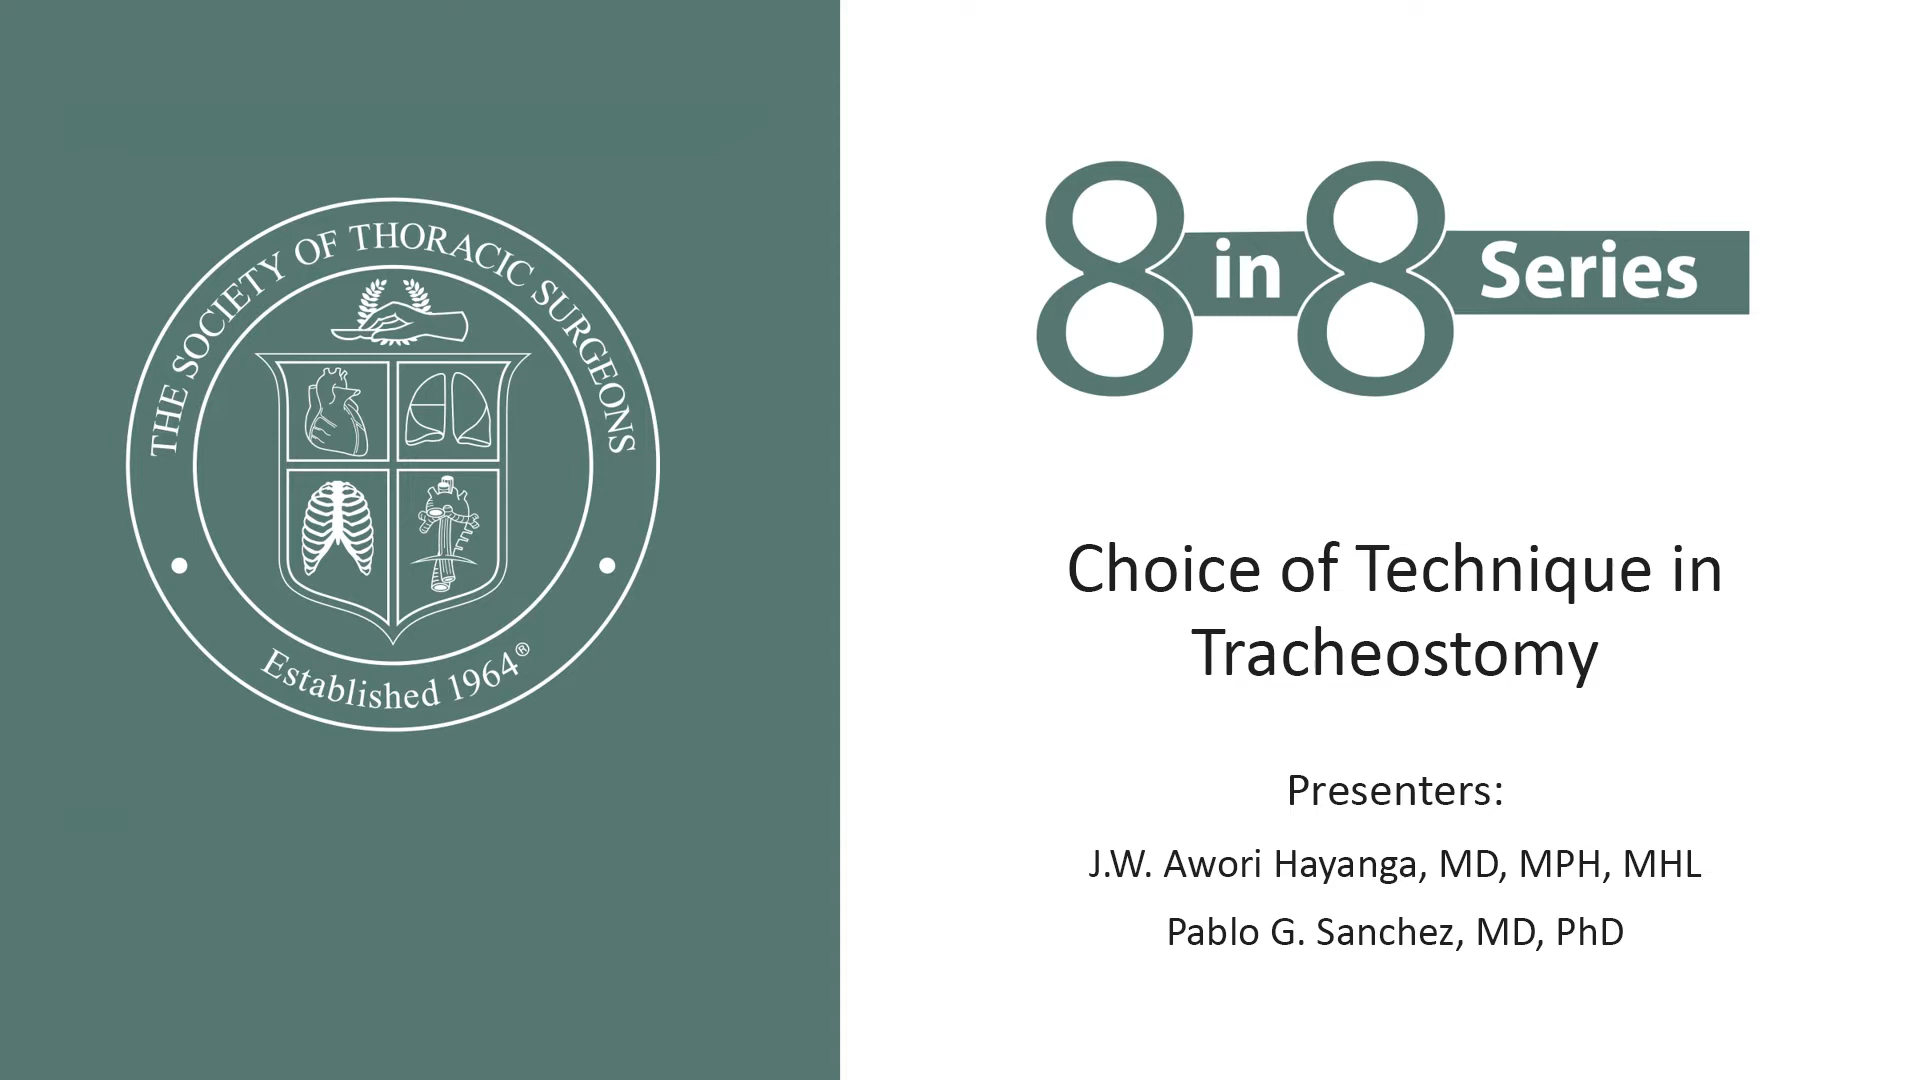 THE SOCIETY OF THORACIC SURGEONS
Established 1964®
8 in 8 Series
Choice of Technique in
Tracheostomy
Presenters:
J.W. Awori Hayanga, MD, MPH, MHL
Pablo G. Sanchez, MD, PhD